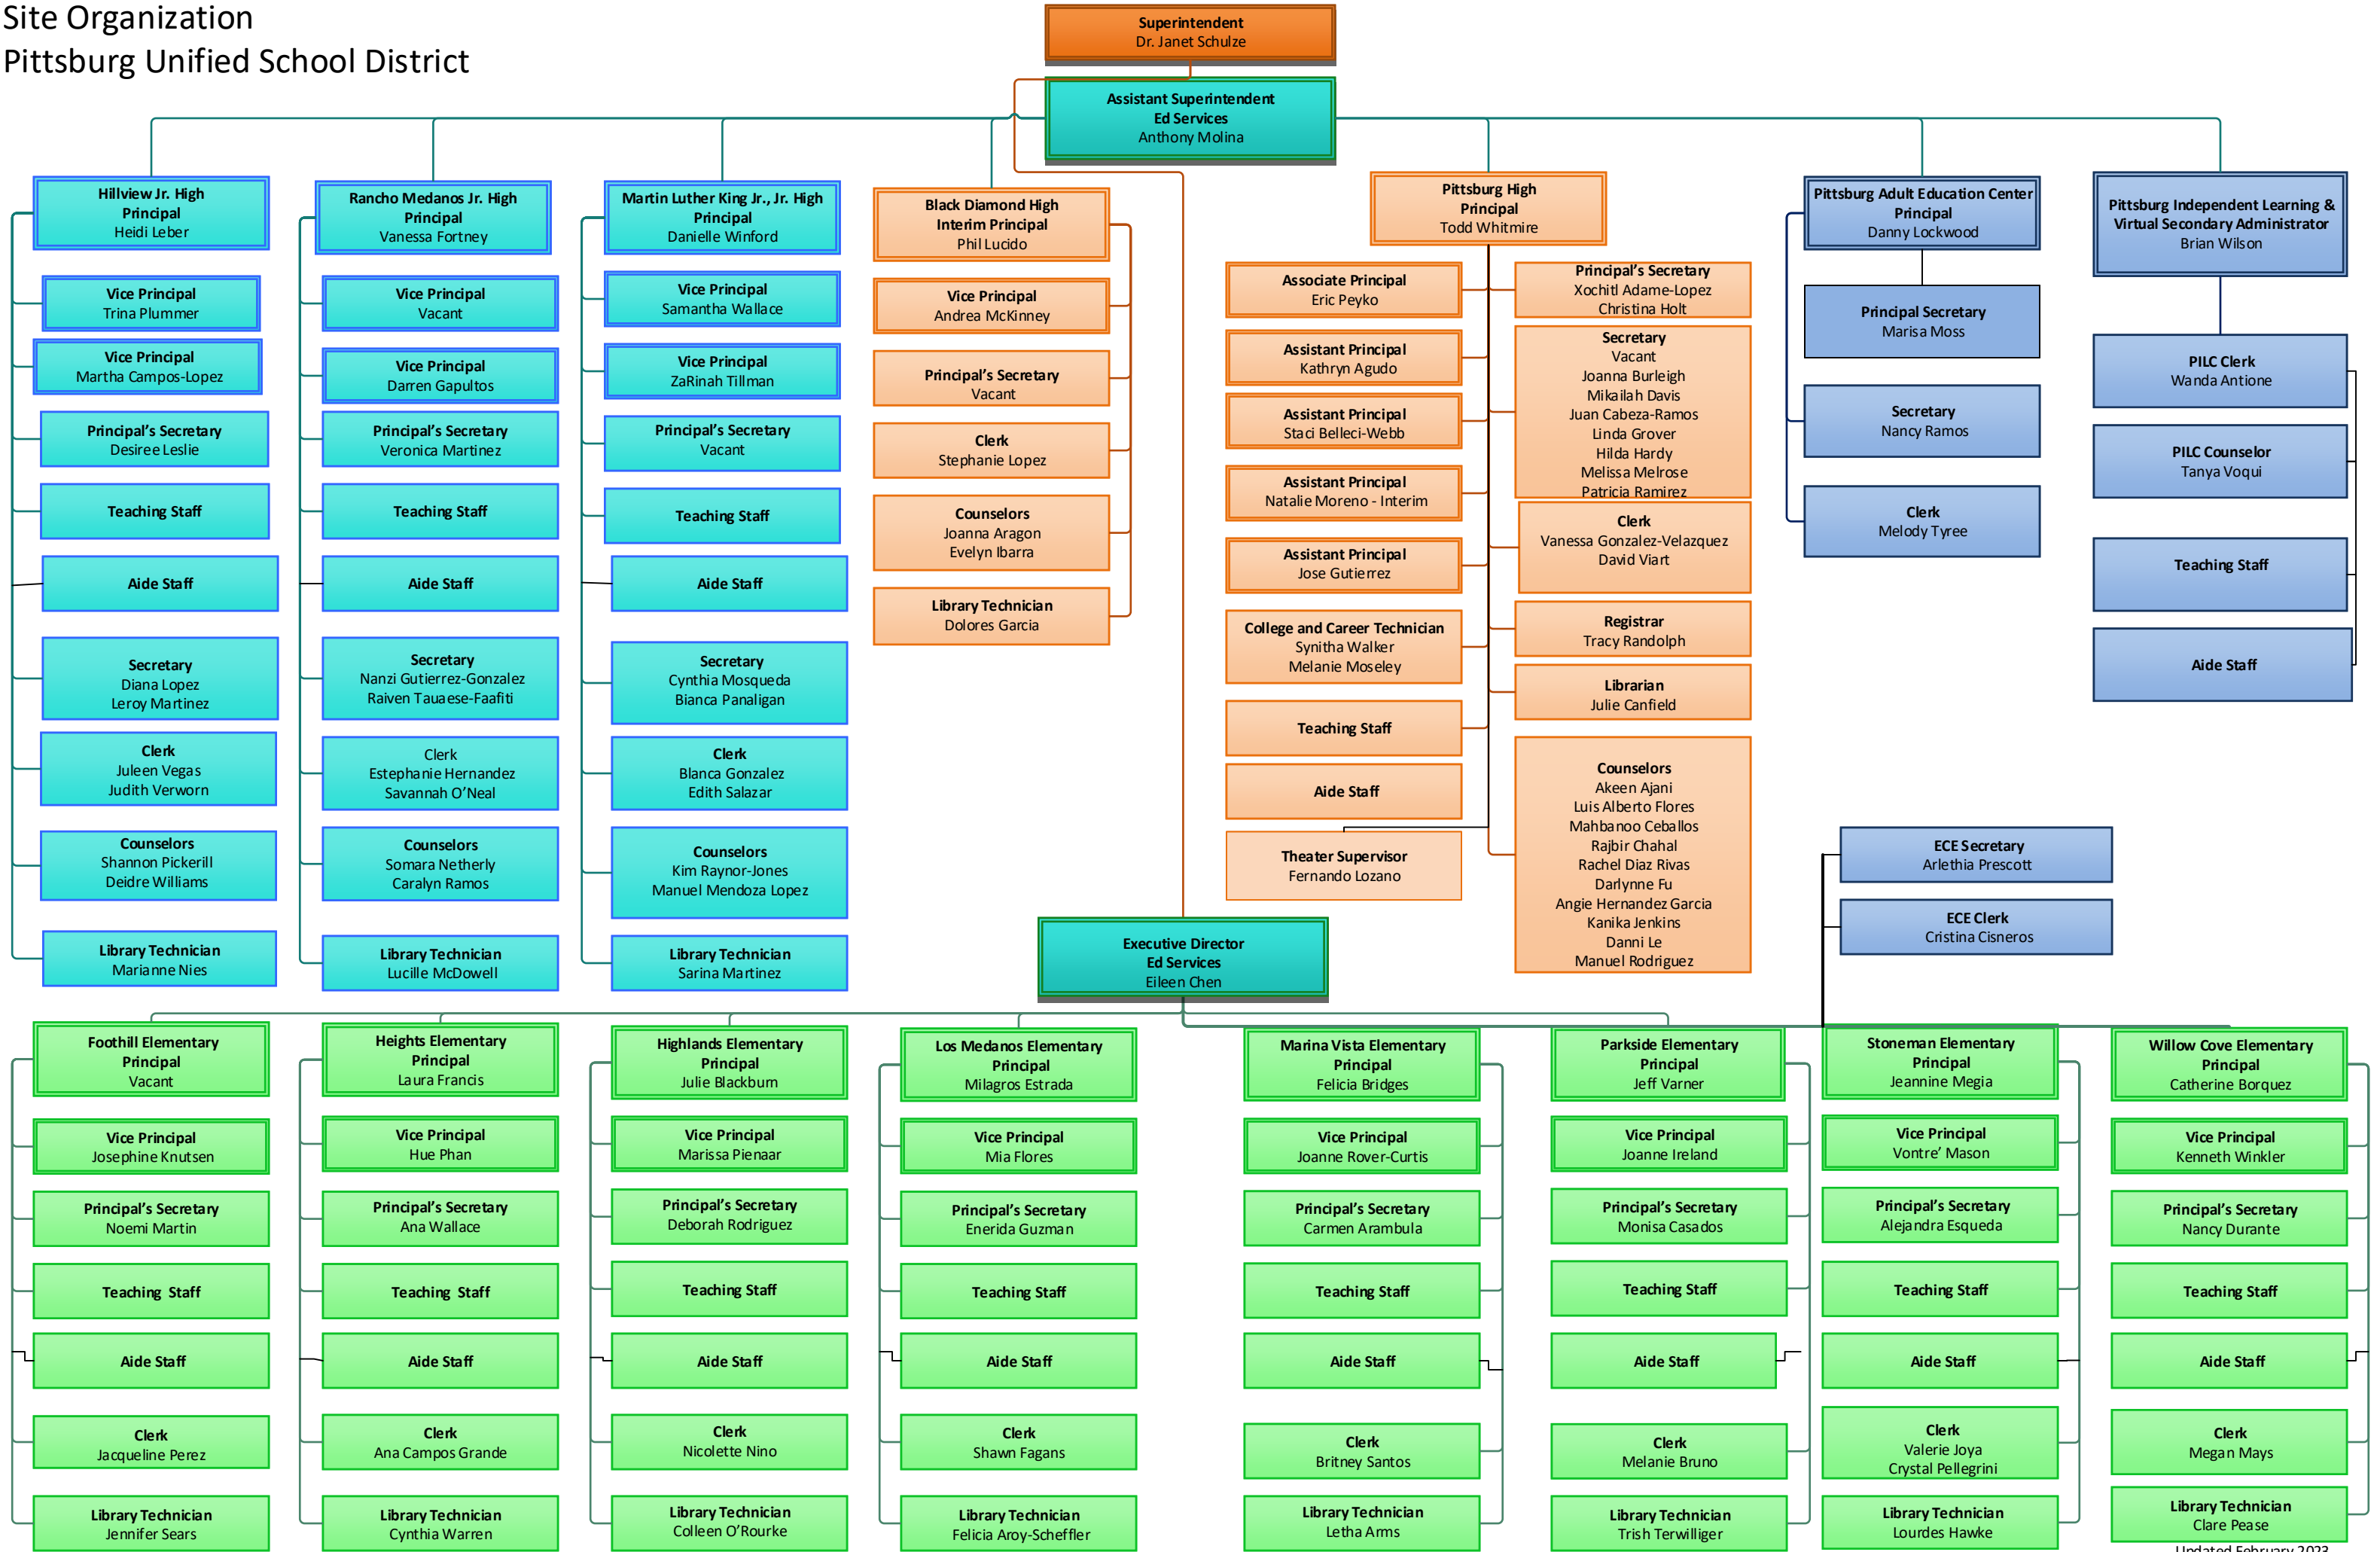 Site Organization
Pittsburg Unified School District
Superintendent
Dr. Janet Schulze
Assistant Superintendent
Ed Services
Anthony Molina
Hillview Jr. High
Principal
Heidi Leber
Vice Principal
Trina Plummer
Vice Principal
Martha Campos-Lopez
Principal’s Secretary
Desiree Leslie
Teaching Staff
Aide Staff
Secretary
Diana Lopez
Leroy Martinez
Clerk
Juleen Vegas
Judith Verworn
Counselors
Shannon Pickerill
Deidre Williams
Library Technician
Marianne Nies
Rancho Medanos Jr. High
Principal
Vanessa Fortney
Vice Principal
Vacant
Vice Principal
Darren Gapultos
Principal’s Secretary
Veronica Martinez
Teaching Staff
Aide Staff
Secretary
Nanzi Gutierrez-Gonzalez
Raiven Tauaese-Faafiti
Clerk
Estephanie Hernandez
Savannah O’Neal
Counselors
Somara Netherly
Caralyn Ramos
Library Technician
Lucille McDowell
Martin Luther King Jr., Jr. High
Principal
Danielle Winford
Vice Principal
Samantha Wallace
Vice Principal
ZaRinah Tillman
Principal’s Secretary
Vacant
Teaching Staff
Aide Staff
Secretary
Cynthia Mosqueda
Bianca Panaligan
Clerk
Blanca Gonzalez
Edith Salazar
Counselors
Kim Raynor-Jones
Manuel Mendoza Lopez
Library Technician
Sarina Martinez
Black Diamond High
Interim Principal
Phil Lucido
Vice Principal
Andrea McKinney
Principal’s Secretary
Vacant
Clerk
Stephanie Lopez
Counselors
Joanna Aragon
Evelyn Ibarra
Library Technician
Dolores Garcia
Pittsburg High
Principal
Todd Whitmire
Associate Principal
Eric Peyko
Assistant Principal
Kathryn Agudo
Assistant Principal
Staci Belleci-Webb
Assistant Principal
Natalie Moreno - Interim
Assistant Principal
Jose Gutierrez
College and Career Technician
Synitha Walker
Melanie Moseley
Teaching Staff
Aide Staff
Theater Supervisor
Fernando Lozano
Principal’s Secretary
Xochitl Adame-Lopez
Christina Holt
Secretary
Vacant
Joanna Burleigh
Mikailah Davis
Juan Cabeza-Ramos
Linda Grover
Hilda Hardy
Melissa Melrose
Patricia Ramirez
Clerk
Vanessa Gonzalez-Velazquez
David Viart
Registrar
Tracy Randolph
Librarian
Julie Canfield
Counselors
Akeen Ajani
Luis Alberto Flores
Mahbanoo Ceballos
Rajbir Chahal
Rachel Diaz Rivas
Darlynne Fu
Angie Hernandez Garcia
Kanika Jenkins
Danni Le
Manuel Rodriguez
Pittsburg Adult Education Center
Principal
Danny Lockwood
Principal Secretary
Marisa Moss
Secretary
Nancy Ramos
Clerk
Melody Tyree
Pittsburg Independent Learning &
Virtual Secondary Administrator
Brian Wilson
PILC Clerk
Wanda Antione
PILC Counselor
Tanya Voqui
Teaching Staff
Aide Staff
ECE Secretary
Arlethia Prescott
ECE Clerk
Cristina Cisneros
Executive Director
Ed Services
Eileen Chen
Foothill Elementary
Principal
Vacant
Vice Principal
Josephine Knutsen
Principal’s Secretary
Noemi Martin
Teaching Staff
Aide Staff
Clerk
Jacqueline Perez
Library Technician
Jennifer Sears
Heights Elementary
Principal
Laura Francis
Vice Principal
Hue Phan
Principal’s Secretary
Ana Wallace
Teaching Staff
Aide Staff
Clerk
Ana Campos Grande
Library Technician
Cynthia Warren
Highlands Elementary
Principal
Julie Blackburn
Vice Principal
Marissa Pienaar
Principal’s Secretary
Deborah Rodriguez
Teaching Staff
Aide Staff
Clerk
Nicolette Nino
Library Technician
Colleen O’Rourke
Los Medanos Elementary
Principal
Milagros Estrada
Vice Principal
Mia Flores
Principal’s Secretary
Enerida Guzman
Teaching Staff
Aide Staff
Clerk
Shawn Fagans
Library Technician
Felicia Aroy-Scheffler
Marina Vista Elementary
Principal
Felicia Bridges
Vice Principal
Joanne Rover-Curtis
Principal’s Secretary
Carmen Arambula
Teaching Staff
Aide Staff
Clerk
Britney Santos
Library Technician
Letha Arms
Parkside Elementary
Principal
Jeff Varner
Vice Principal
Joanne Ireland
Principal’s Secretary
Monisa Casados
Teaching Staff
Aide Staff
Clerk
Melanie Bruno
Library Technician
Trish Terwilliger
Stoneman Elementary
Principal
Jeannine Megia
Vice Principal
Vontre’ Mason
Principal’s Secretary
Alejandra Esqueda
Teaching Staff
Aide Staff
Clerk
Valerie Joya
Crystal Pellegrini
Library Technician
Lourdes Hawke
Willow Cove Elementary
Principal
Catherine Borquez
Vice Principal
Kenneth Winkler
Principal’s Secretary
Nancy Durante
Teaching Staff
Aide Staff
Clerk
Megan Mays
Library Technician
Clare Pease
Updated February 2023